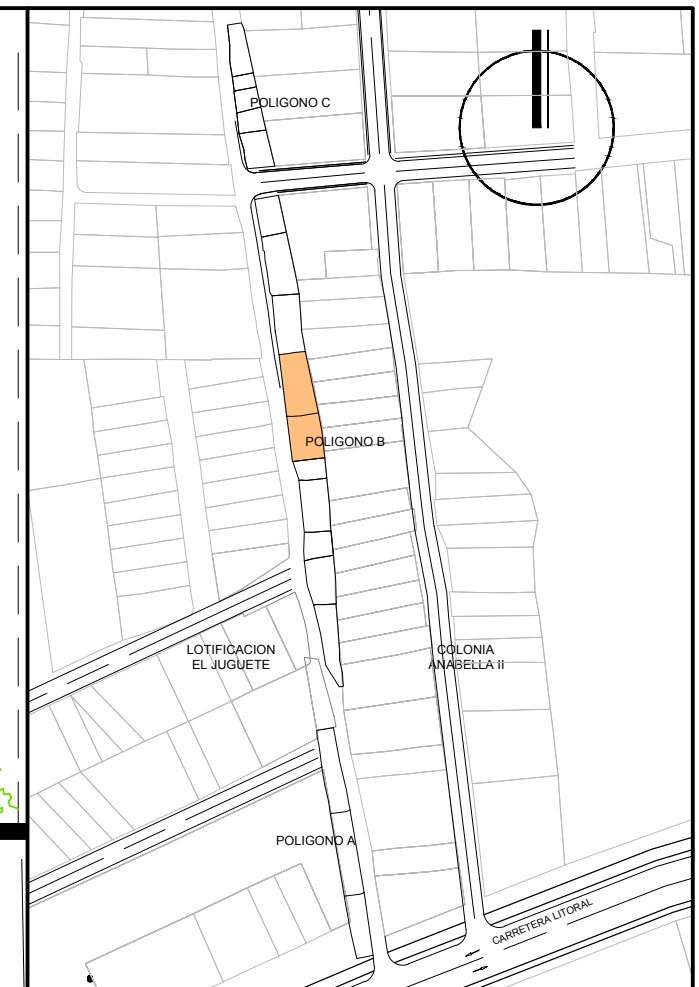 POLIGONO C
POLIGONO B
LOTIFICACION
EL JUGUETE
COLONIA
ANABELLA II
POLIGONO A
CARRETERA LITORAL